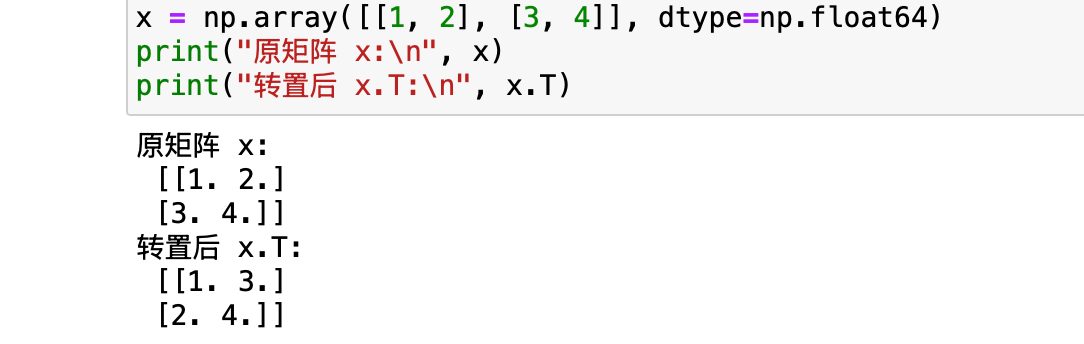 x = np.array([[1, 2], [3, 4]], dtype=np.float64)
print("原矩阵 x:\n", x)
print("转置后 x.T:\n", x.T)
原矩阵 x:
 [[1. 2.]
 [3. 4.]]
转置后 x.T:
 [[1. 3.]
 [2. 4.]]